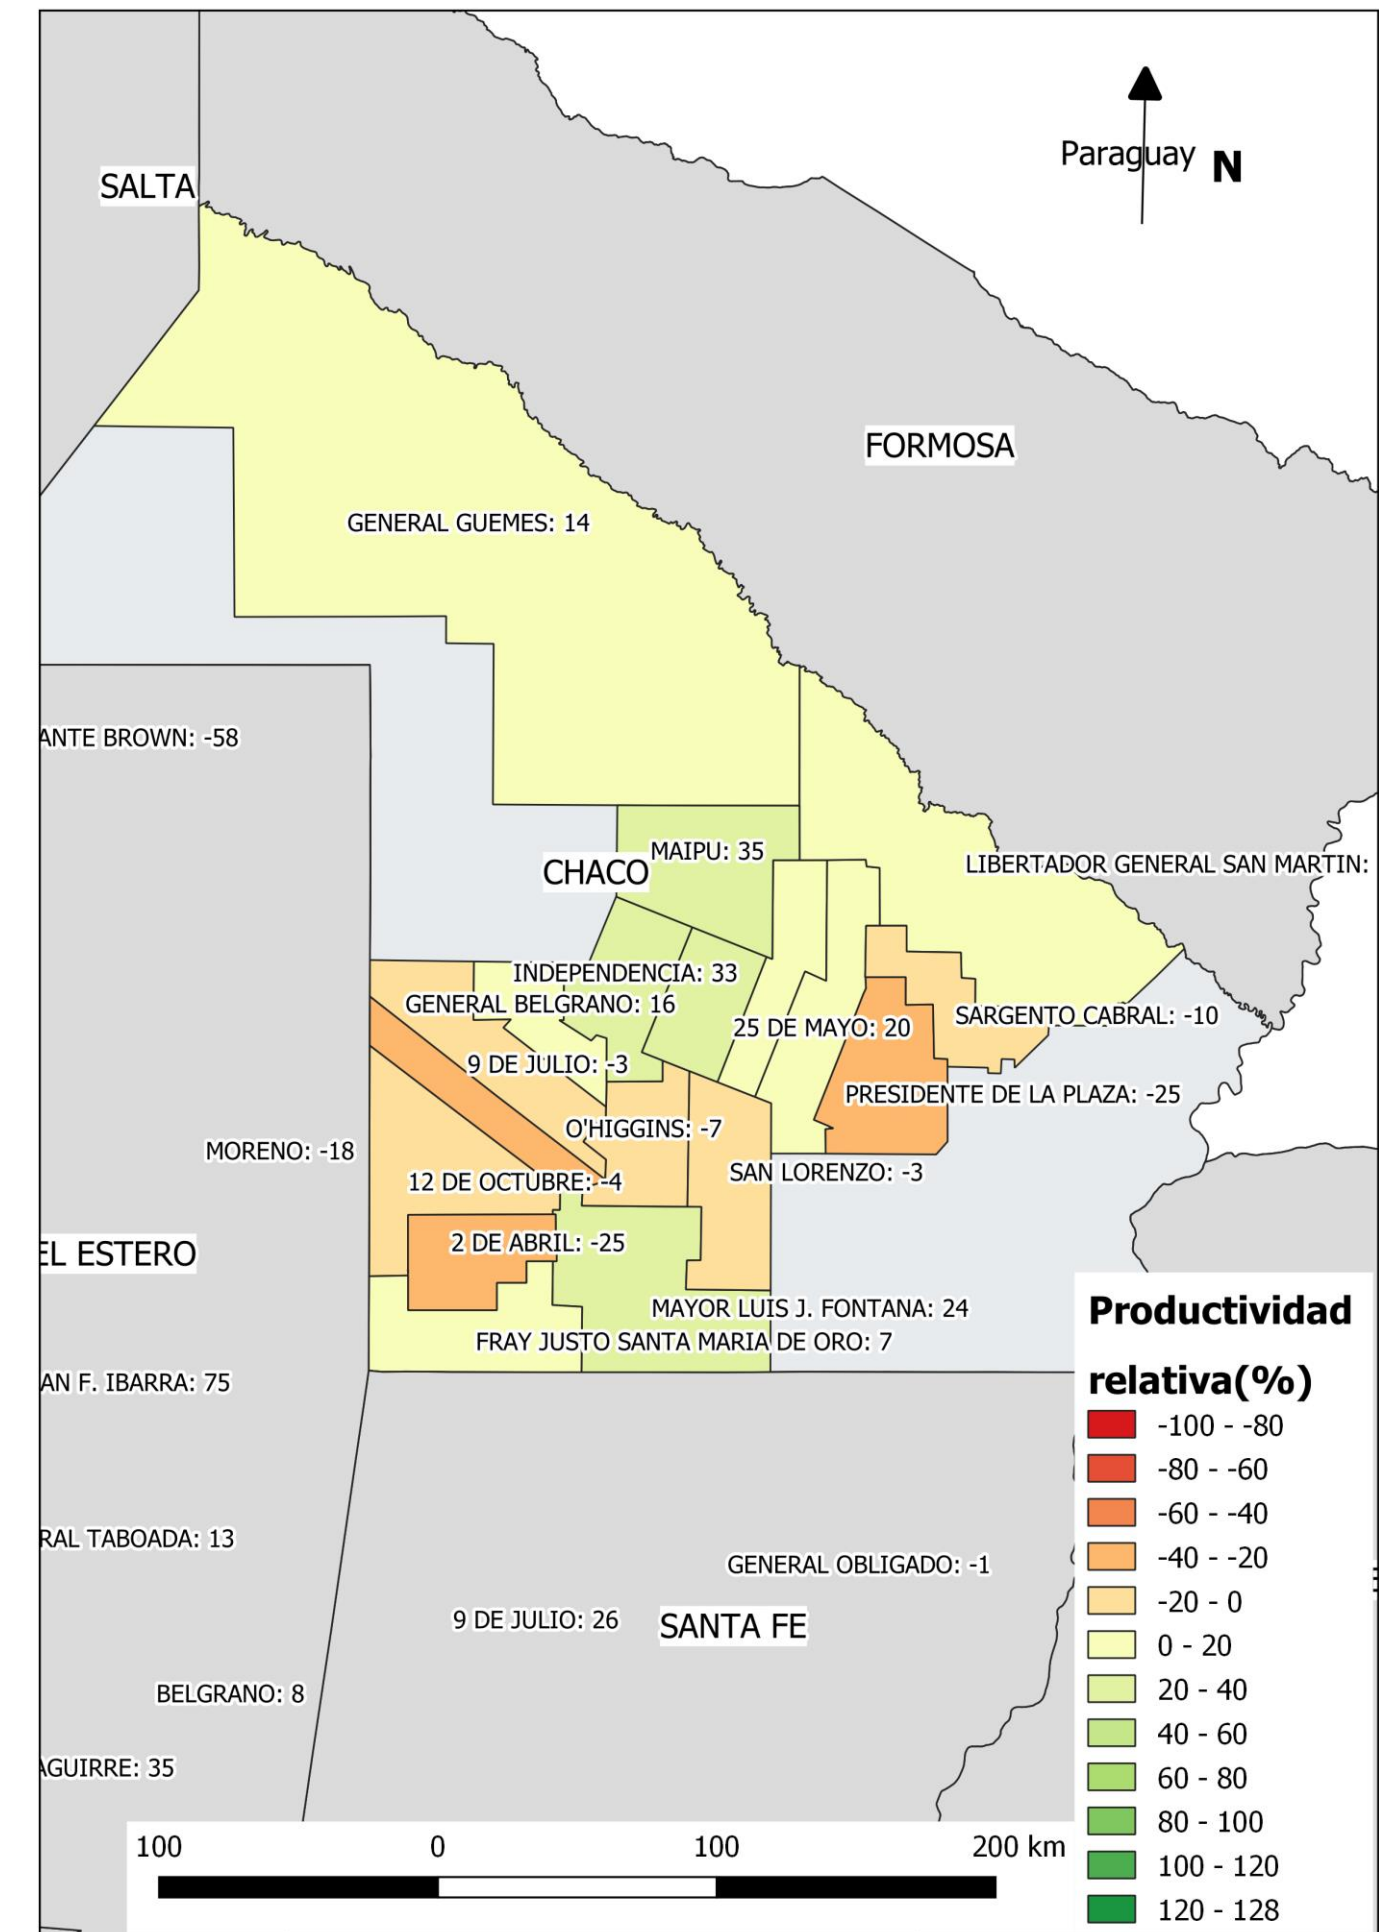 Paraguay N
SALTA
FORMOSA
GENERAL GUEMES: 14
ANTE BROWN: -58
MAIPU: 35
CHACO
LIBERTADOR GENERAL SAN MARTIN:
INDEPENDENCIA: 33
GENERAL BELGRANO: 16
SARGENTO CABRAL: -10
25 DE MAYO: 20
9 DE JULIO: -3
PRESIDENTE DE LA PLAZA: -25
O'HIGGINS: -7
MORENO: -18
SAN LORENZO: -3
12 DE OCTUBRE: -4
2 DE ABRIL: -25
EL ESTERO
MAYOR LUIS J. FONTANA: 24
FRAY JUSTO SANTA MARIA DE ORO: 7
AN F. IBARRA: 75
RAL TABOADA: 13
GENERAL OBLIGADO: -1
9 DE JULIO: 26
SANTA FE
BELGRANO: 8
AGUIRRE: 35
Productividad
relativa(%)
-100 - -80
-80 - -60
-60 - -40
-40 - -20
-20 - 0
0 - 20
20 - 40
40 - 60
60 - 80
80 - 100
100 - 120
120 - 128
100 0 100 200 km